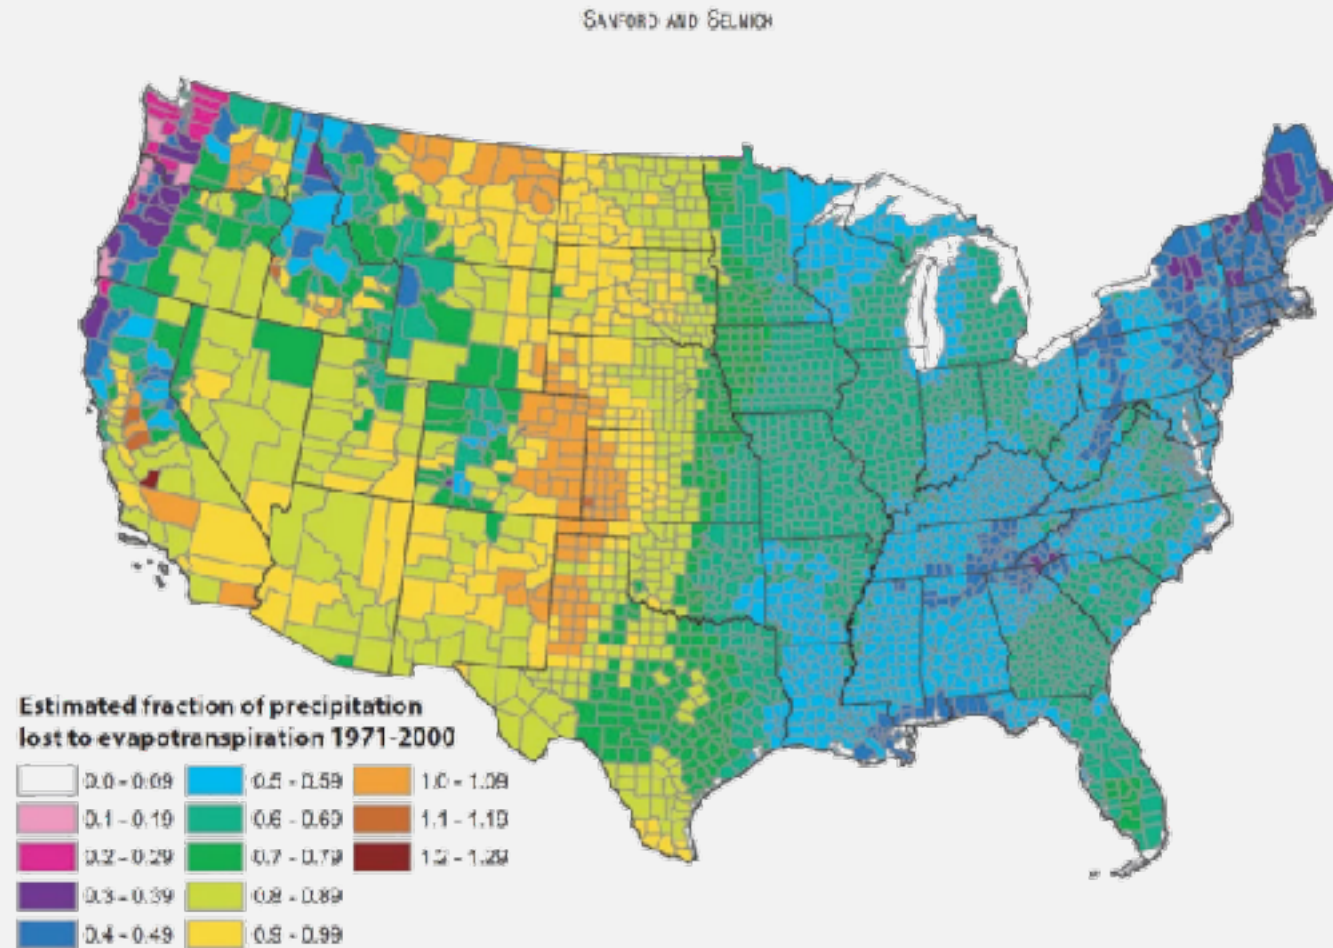 SANFORD AND SELNICK
Estimated fraction of precipitation
lost to evapotranspiration 1971-2000
0.0 - 0.09
0.5 - 0.59
1.0 - 1.09
0.1 - 0.19
0.6 - 0.69
1.1 - 1.19
0.2 - 0.29
0.7 - 0.79
1.2 - 1.29
0.3 - 0.39
0.8 - 0.89
0.4 - 0.49
0.9 - 0.99